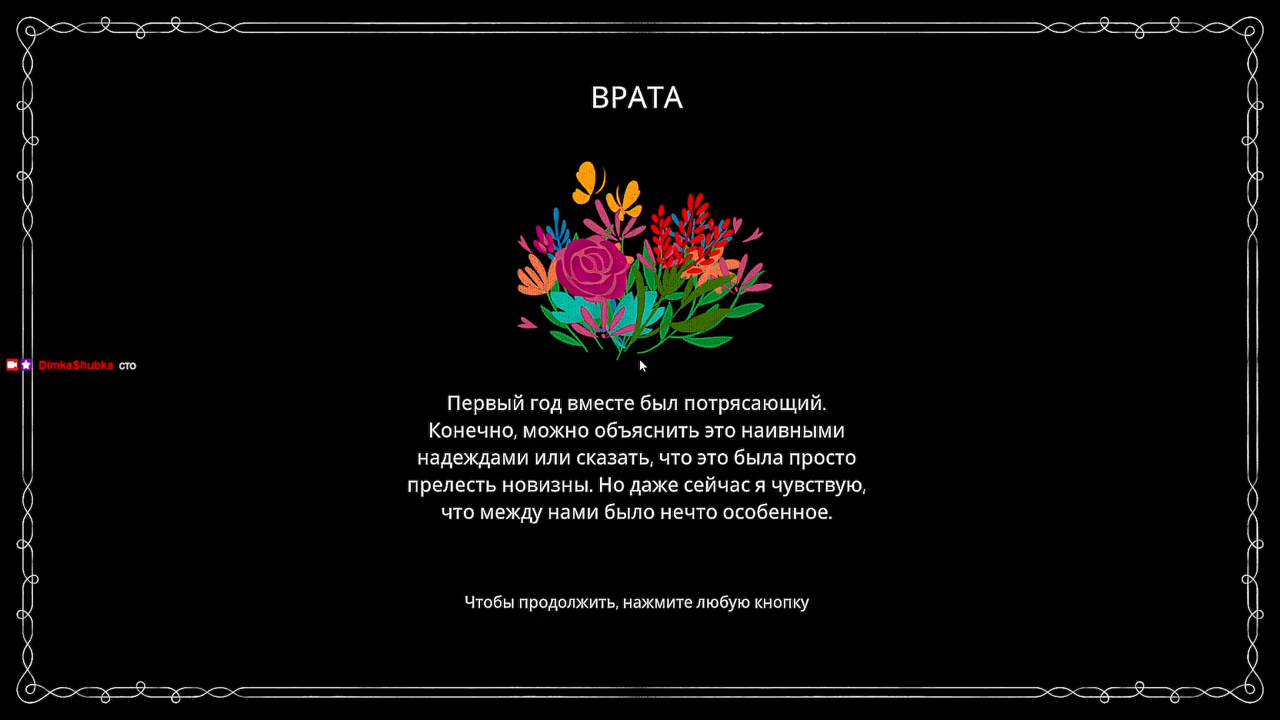 ВРАТА
DimkaShubka сто
Первый год вместе был потрясающий.
Конечно, можно объяснить это наивными
надеждами или сказать, что это была просто
прелесть новизны. Но даже сейчас я чувствую,
что между нами было нечто особенное.
Чтобы продолжить, нажмите любую кнопку